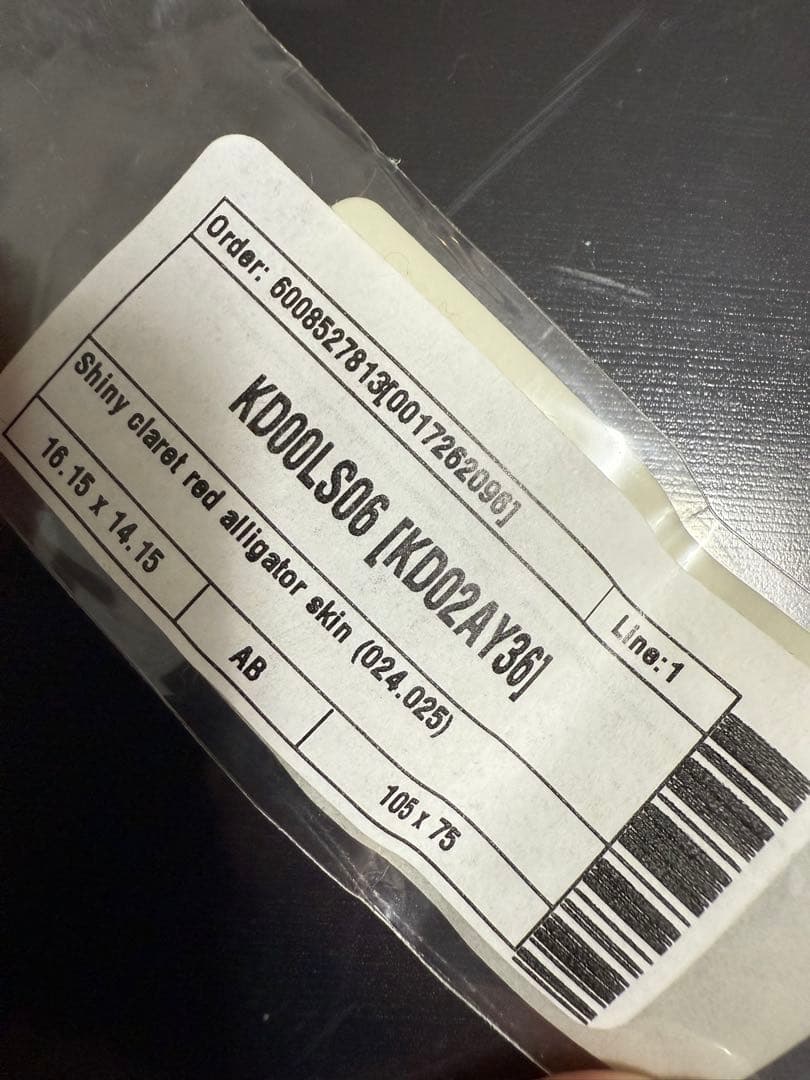 Order: 6008527813[0017262096]
Line:1
KD00LS06 [KD02AY36]
Shiny claret red alligator skin (024.025)
16.15 x 14.15
AB
105 x 75